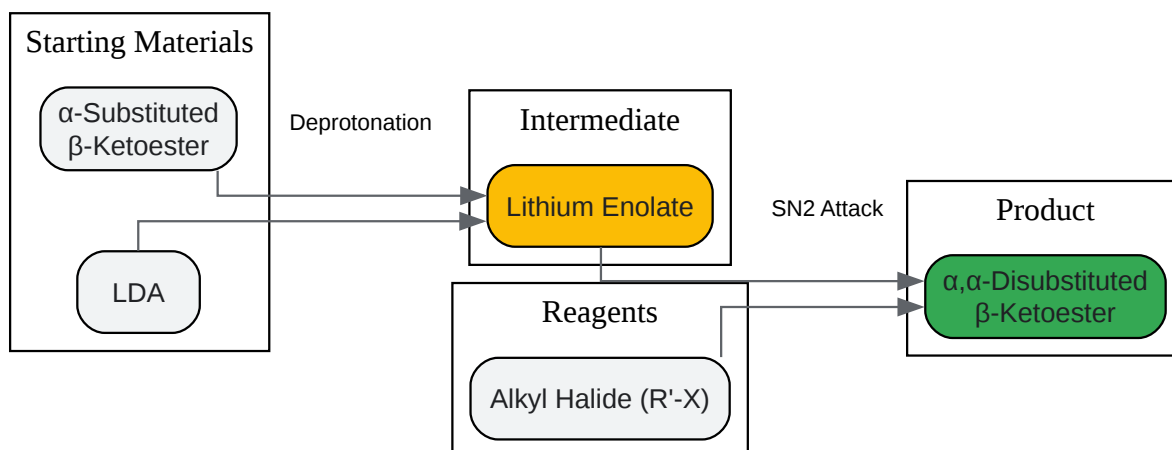 Starting Materials
α-Substituted
β-Ketoester
LDA
Deprotonation
Intermediate
Lithium Enolate
Reagents
Alkyl Halide (R'-X)
SN2 Attack
Product
α,α-Disubstituted
β-Ketoester